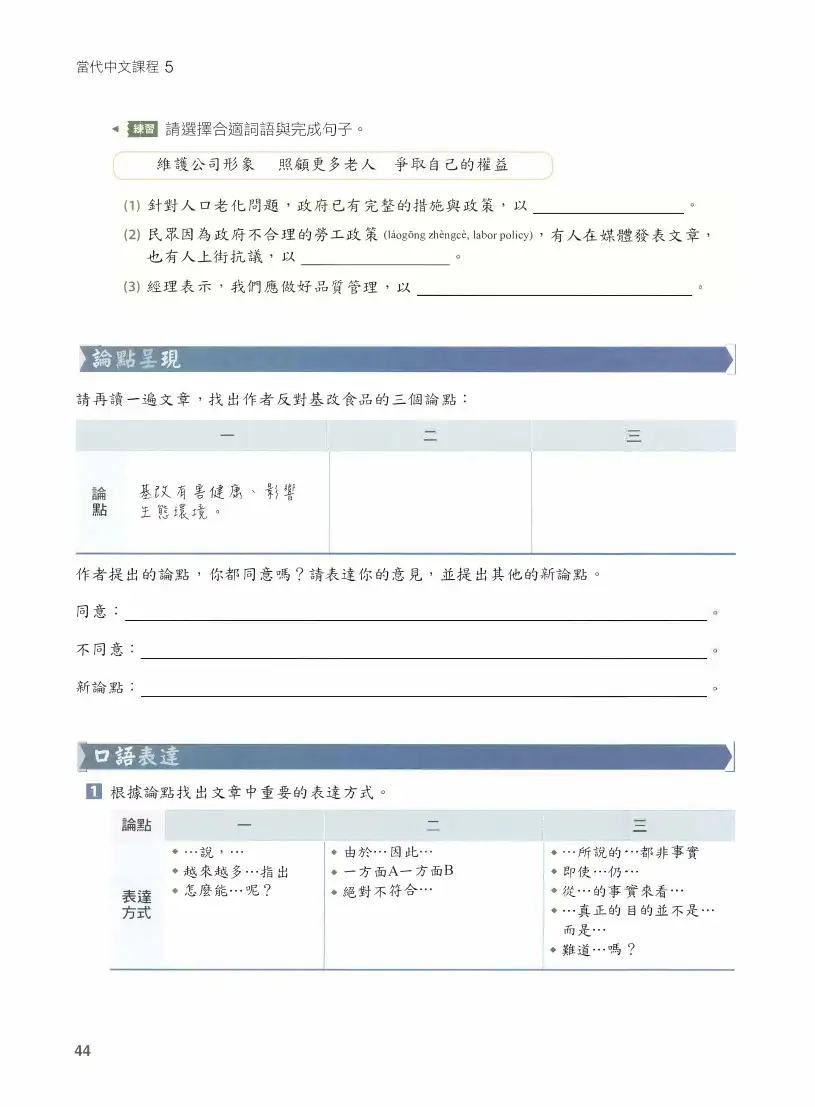 當代中文課程 5
練習 請選擇合適詞語與完成句子。
維護公司形象 照顧更多老人 爭取自己的權益
(1) 針對人口老化問題，政府已有完整的措施與政策，以 ＿＿＿＿＿＿＿。
(2) 民眾因為政府不合理的勞工政策 (láogōng zhèngcè, labor policy)，有人在媒體發表文章，
也有人上街抗議，以 ＿＿＿＿＿＿＿。
(3) 經理表示，我們應做好品質管理，以 ＿＿＿＿＿＿＿＿＿＿＿＿。
論點呈現
請再讀一遍文章，找出作者反對基改食品的三個論點：
一 二 三
論點
基改有害健康、影響
生態環境。
作者提出的論點，你都同意嗎？請表達你的意見，並提出其他的新論點。
同意：＿＿＿＿＿＿＿＿＿＿＿＿＿＿＿＿＿＿＿＿。
不同意：＿＿＿＿＿＿＿＿＿＿＿＿＿＿＿＿＿＿＿。
新論點：＿＿＿＿＿＿＿＿＿＿＿＿＿＿＿＿＿＿＿。
口語表達
1 根據論點找出文章中重要的表達方式。
論點 一 二 三
表達方式
◆ …說，…
◆ 越來越多…指出
◆ 怎麼能…呢？
◆ 由於…因此…
◆ 一方面A一方面B
◆ 絕對不符合…
◆ …所說的…都非事實
◆ 即使…仍…
◆ 從…的事實來看…
◆ …真正的目的並不是…
而是…
◆ 難道…嗎？
44